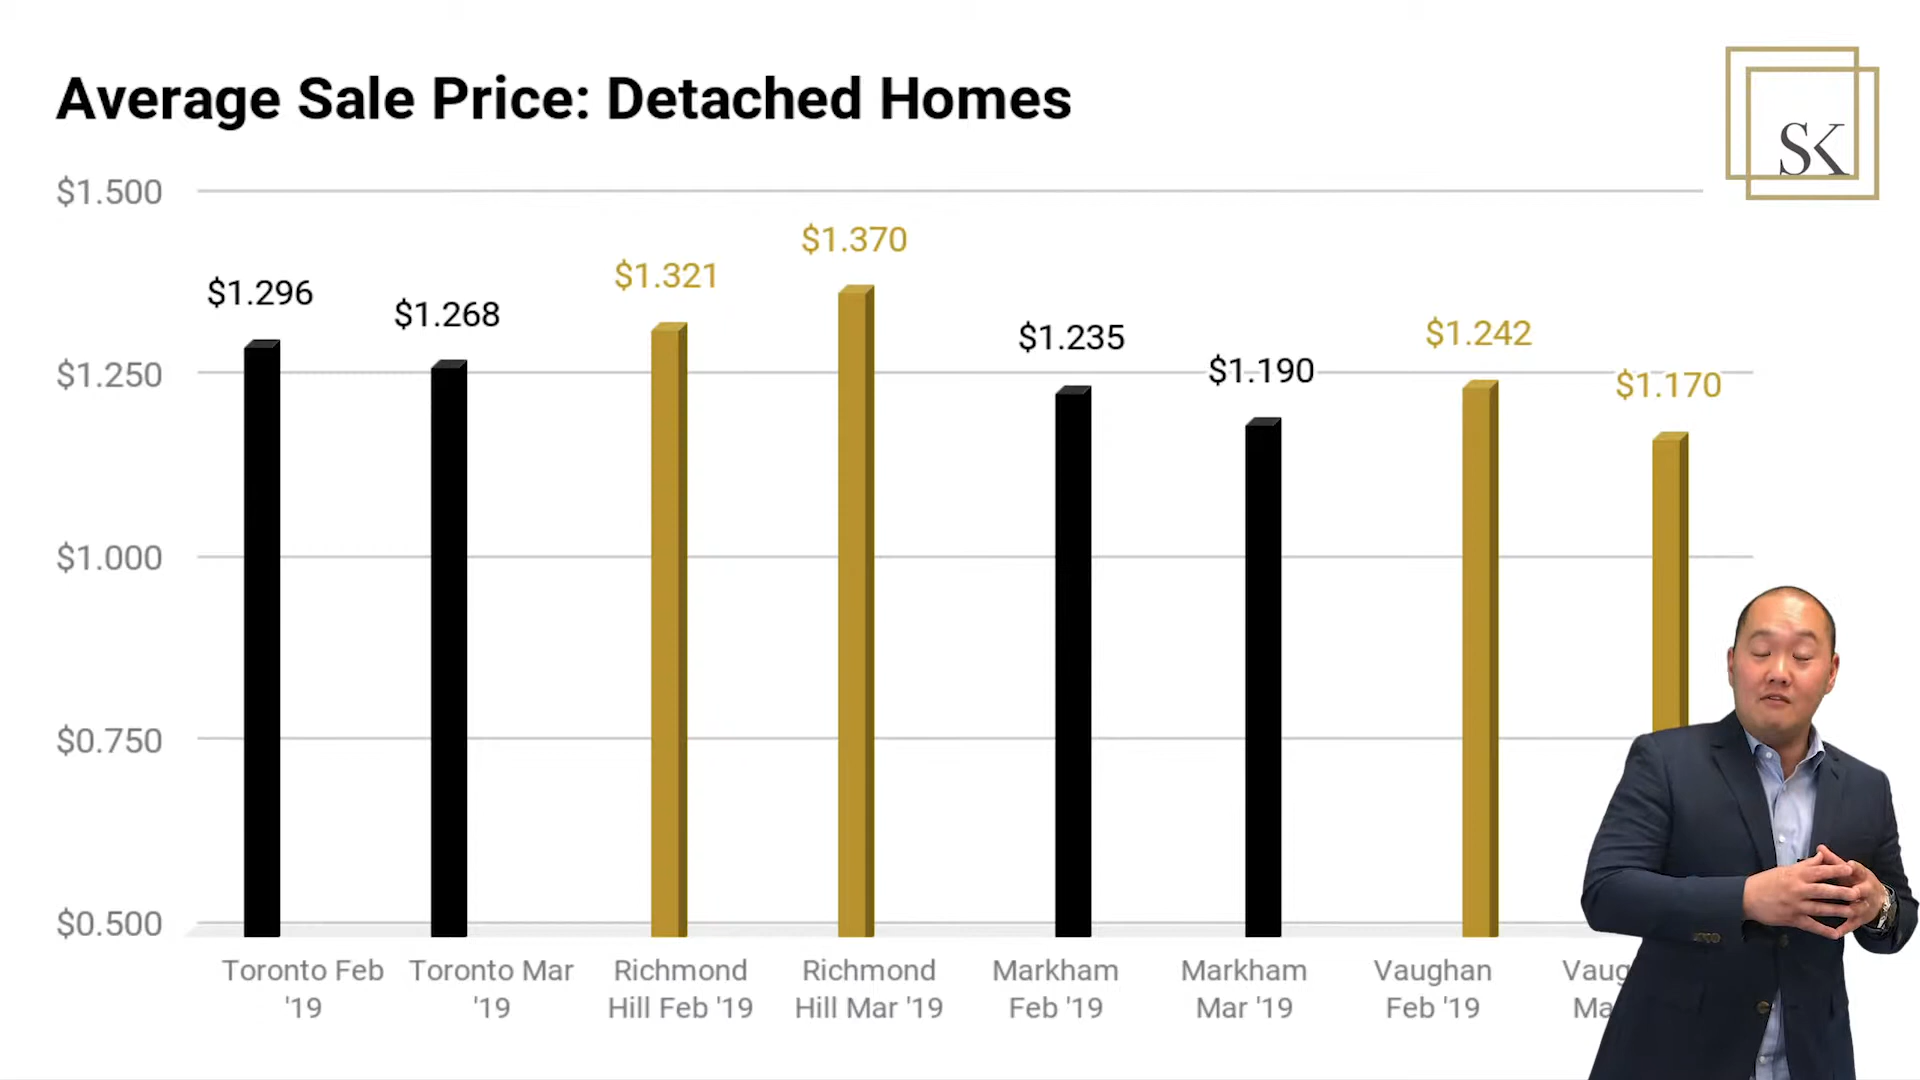 Average Sale Price: Detached Homes
SK
$1.500
$1.370
$1.321
$1.296
$1.268
$1.235
$1.242
$1.250
$1.190
$1.170
$1.000
$0.750
$0.500
Toronto Feb
'19
Toronto Mar
'19
Richmond
Hill Feb '19
Richmond
Hill Mar '19
Markham
Feb '19
Markham
Mar '19
Vaughan
Feb '19
Vaug
Ma